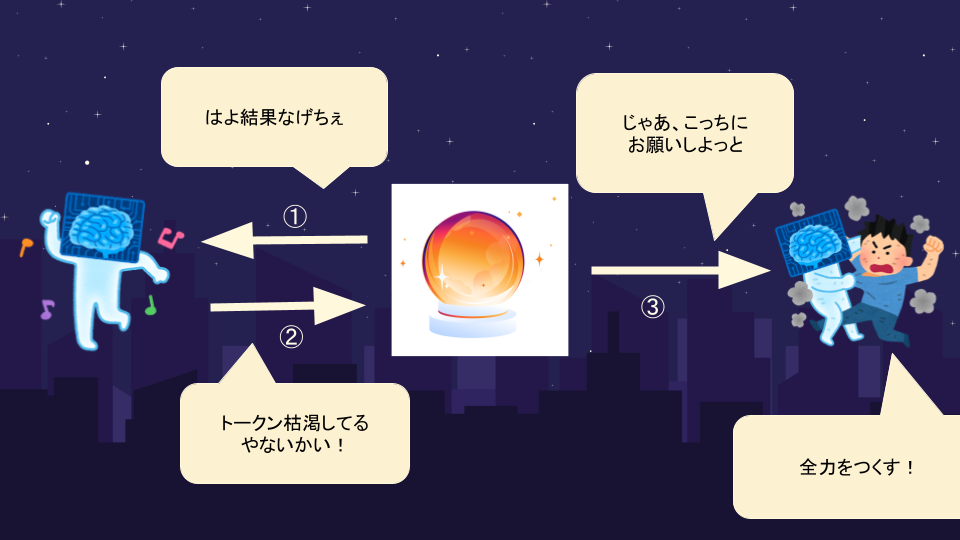 はよ結果なげちぇ
じゃあ、こっちに
お願いしよっと
①
②
③
トークン枯渇してる
やないかい！
全力をつくす！